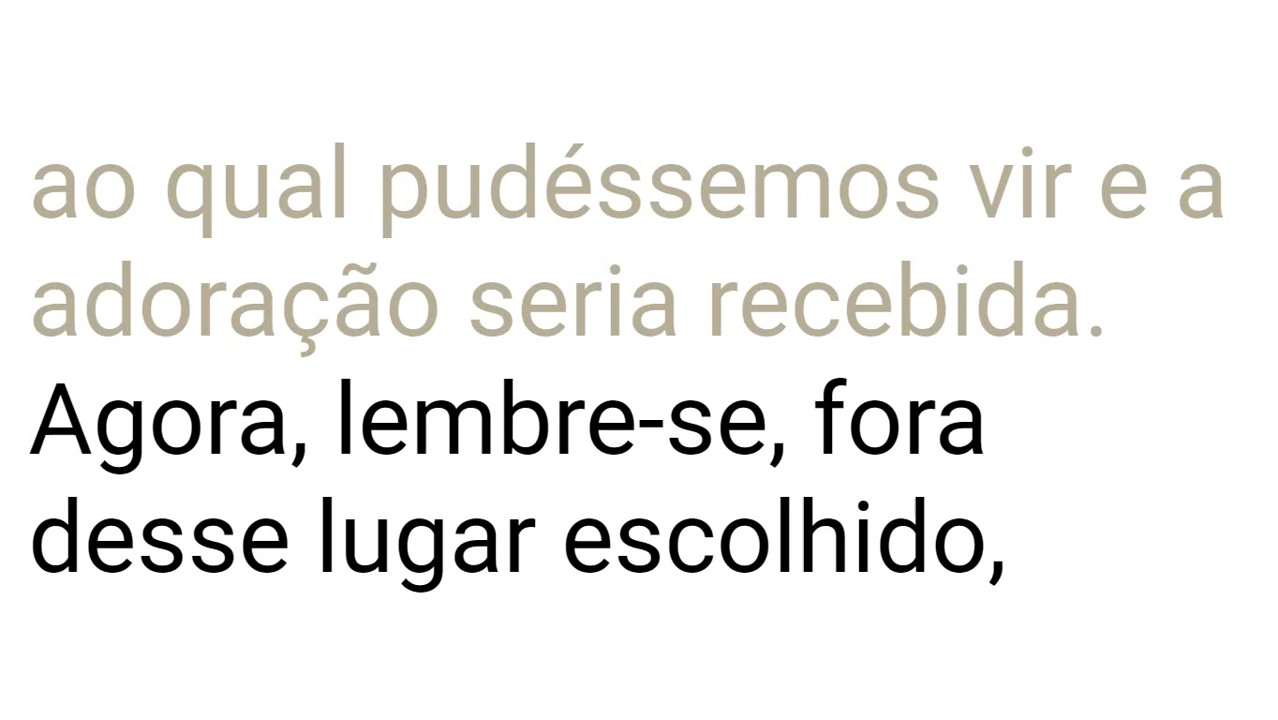 ao qual pudéssemos vir e a
adoração seria recebida.
Agora, lembre-se, fora
desse lugar escolhido,